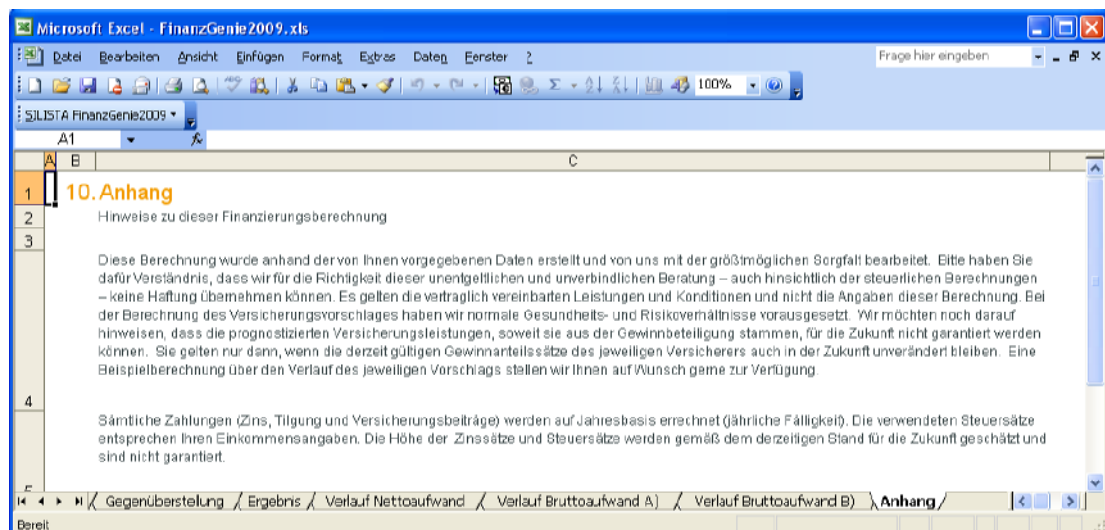 Microsoft Excel - FinanzGenie2009.xls
Datei Bearbeiten Ansicht Einfügen Format Extras Daten Fenster ? Frage hier eingeben
100%
SILISTA FinanzGenie2009
A1 fx
A B C
1 10. Anhang
2 Hinweise zu dieser Finanzierungsberechnung
3
Diese Berechnung wurde anhand der von Ihnen vorgegebenen Daten erstellt und von uns mit der größtmöglichen Sorgfalt bearbeitet. Bitte haben Sie
dafür Verständnis, dass wir für die Richtigkeit dieser unentgeltlichen und unverbindlichen Beratung – auch hinsichtlich der steuerlichen Berechnungen
– keine Haftung übernehmen können. Es gelten die vertraglich vereinbarten Leistungen und Konditionen und nicht die Angaben dieser Berechnung. Bei
der Berechnung des Versicherungsvorschlages haben wir normale Gesundheits- und Risikoverhältnisse vorausgesetzt. Wir möchten noch darauf
hinweisen, dass die prognostizierten Versicherungsleistungen, soweit sie aus der Gewinnbeteiligung stammen, für die Zukunft nicht garantiert werden
können. Sie gelten nur dann, wenn die derzeit gültigen Gewinnanteilssätze des jeweiligen Versicherers auch in der Zukunft unverändert bleiben. Eine
Beispielberechnung über den Verlauf des jeweiligen Vorschlags stellen wir Ihnen auf Wunsch gerne zur Verfügung.
4
Sämtliche Zahlungen (Zins, Tilgung und Versicherungsbeiträge) werden auf Jahresbasis errechnet (jährliche Fälligkeit). Die verwendeten Steuersätze
entsprechen Ihren Einkommensangaben. Die Höhe der Zinssätze und Steuersätze werden gemäß dem derzeitigen Stand für die Zukunft geschätzt und
sind nicht garantiert.
5
Gegenüberstellung Ergebnis Verlauf Nettoaufwand Verlauf Bruttoaufwand A) Verlauf Bruttoaufwand B) Anhang
Bereit